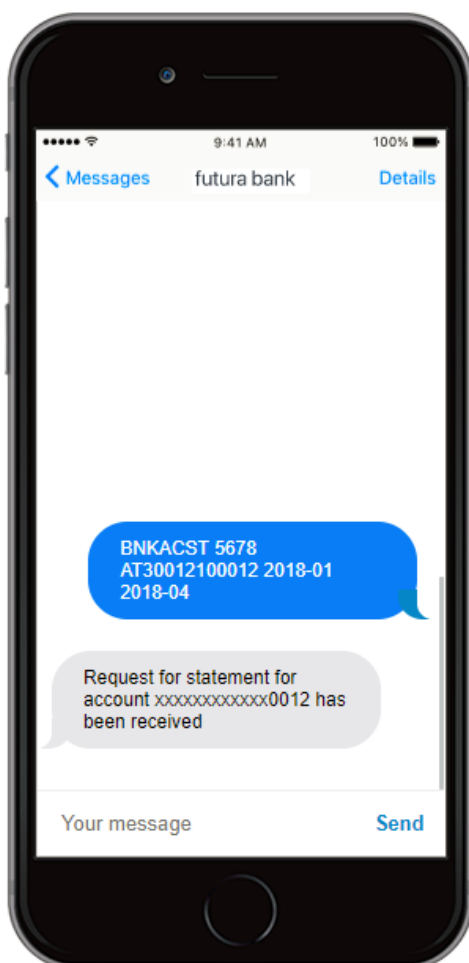 9:41 AM
100%
Messages
futura bank
Details
BNKACST 5678
AT30012100012 2018-01
2018-04
Request for statement for
account xxxxxxxxxxxx0012 has
been received
Your message
Send